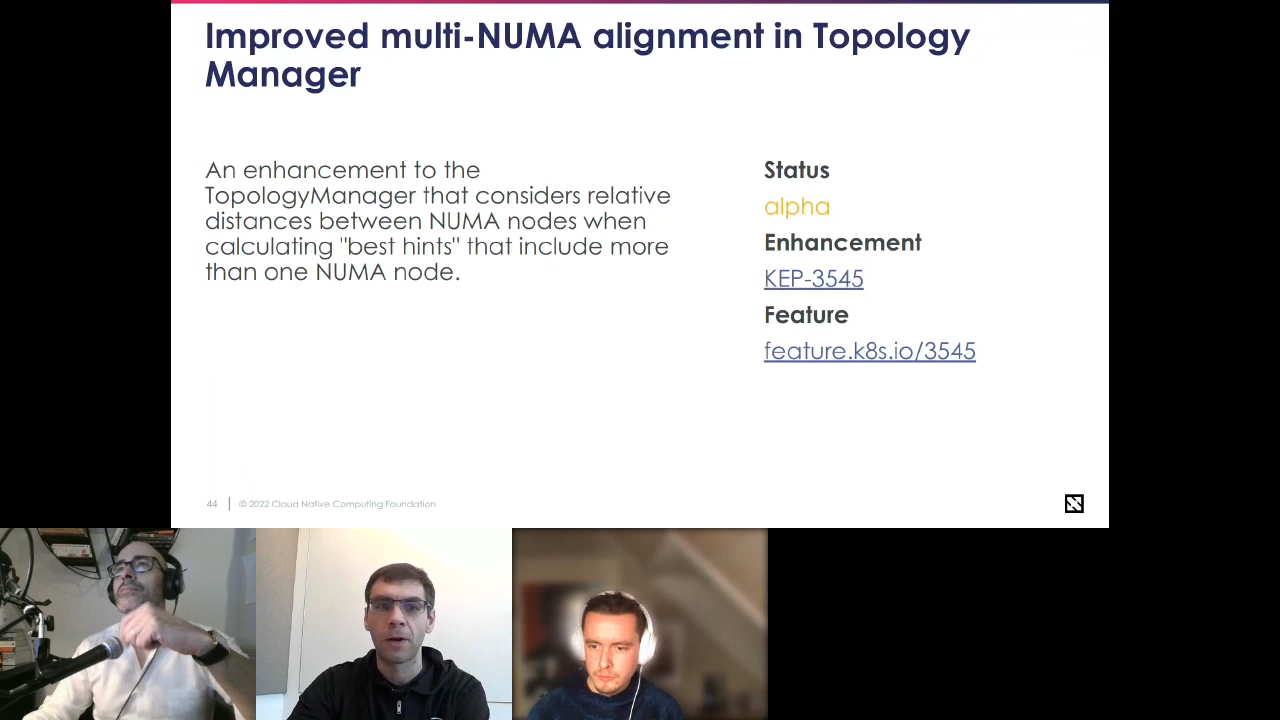 Improved multi-NUMA alignment in Topology
Manager
An enhancement to the
TopologyManager that considers relative
distances between NUMA nodes when
calculating "best hints" that include more
than one NUMA node.
Status
alpha
Enhancement
KEP-3545
Feature
feature.k8s.io/3545
44
© 2022 Cloud Native Computing Foundation